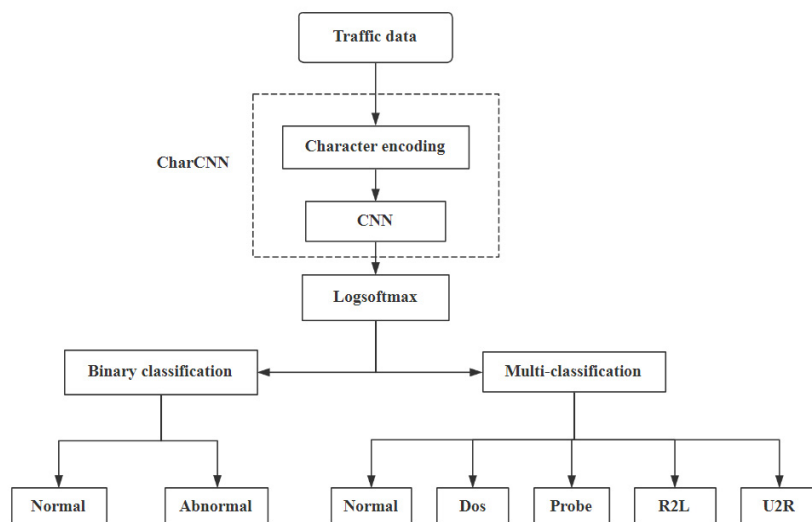 Traffic data
Character encoding
CharCNN
CNN
Logsoftmax
Binary classification
Multi-classification
Normal
Abnormal
Normal
Dos
Probe
R2L
U2R